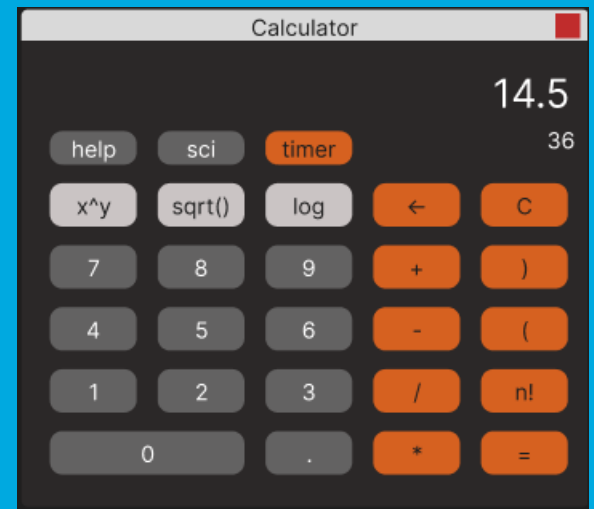 Calculator
14.5
36
help sci timer
x^y sqrt() log ← C
7 8 9 + )
4 5 6 - (
1 2 3 / n!
0 . * =